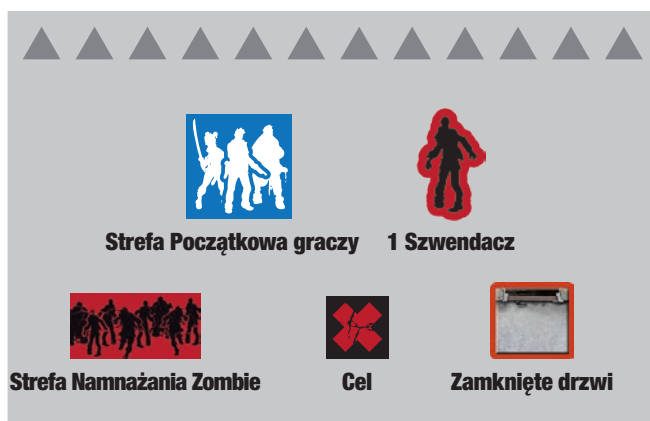 Strefa Początkowa graczy
1 Szwendacz
Strefa Namnażania Zombie
Cel
Zamknięte drzwi